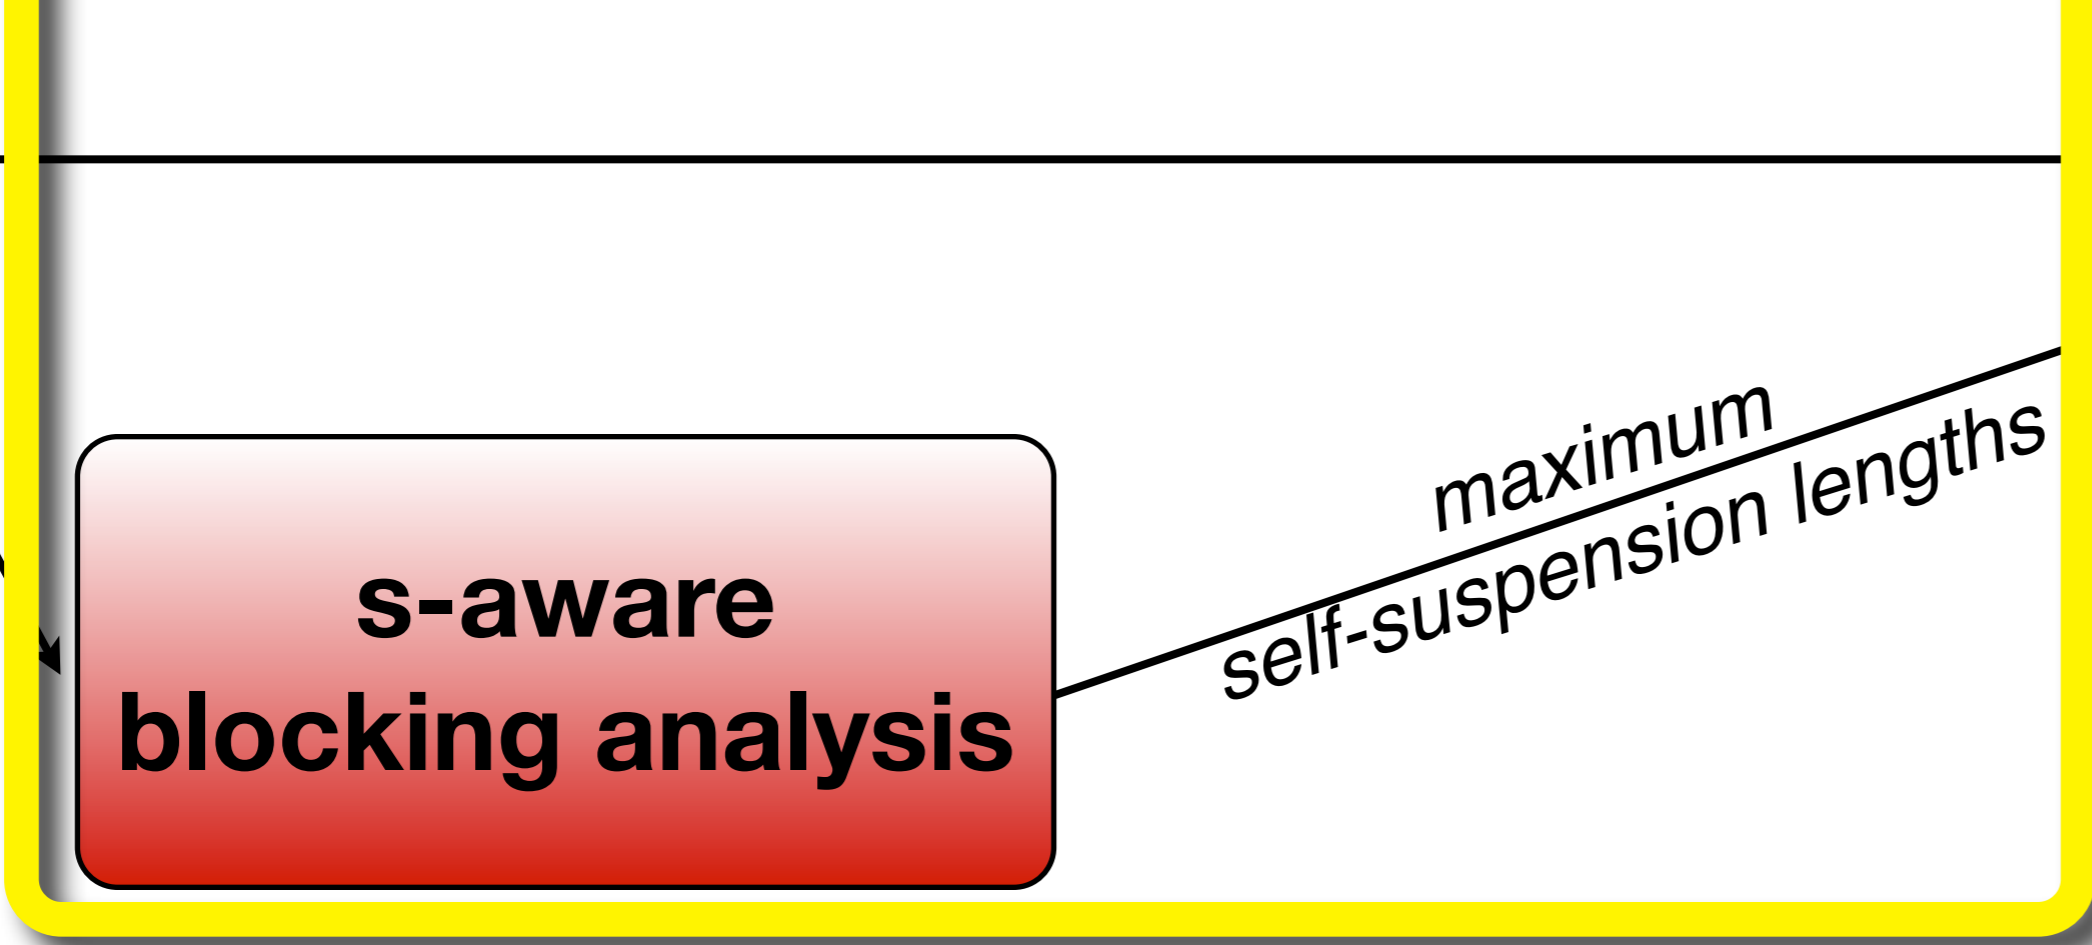 s-aware
blocking analysis
maximum
self-suspension lengths